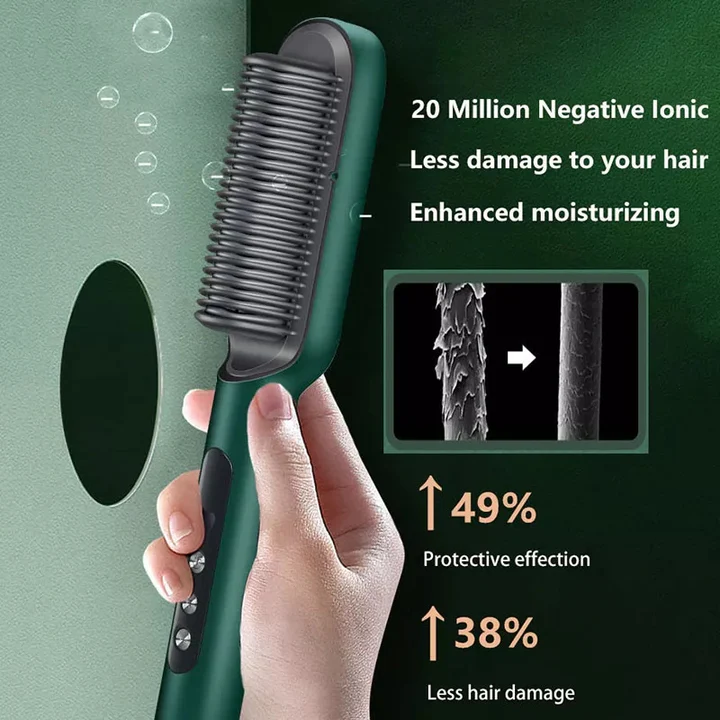 20 Million Negative Ionic
Less damage to your hair
Enhanced moisturizing
49%
Protective effection
38%
Less hair damage